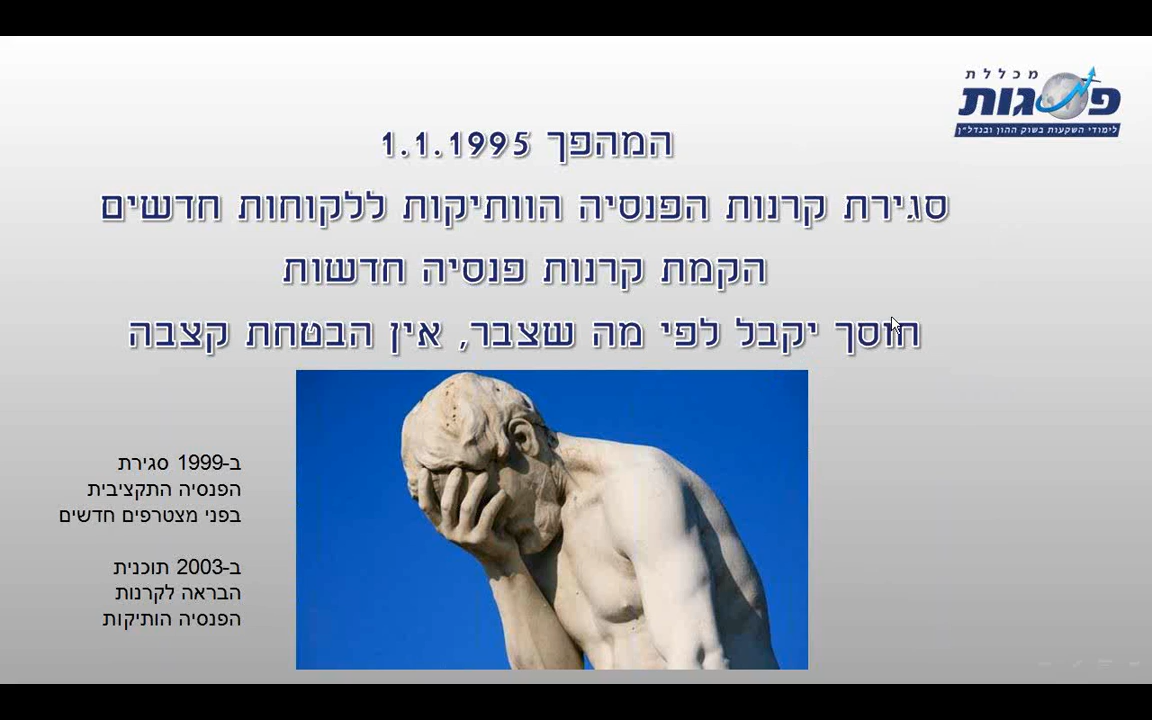 מכללת
פסגות
לימודי השקעות בשוק ההון ובנדל"ן
המהפך 1.1.1995
סגירת קרנות הפנסיה הוותיקות ללקוחות חדשים
הקמת קרנות פנסיה חדשות
חוסך יקבל לפי מה שצבר, אין הבטחת קצבה
ב-1999 סגירת
הפנסיה התקציבית
בפני מצטרפים חדשים
ב-2003 תוכנית
הבראה לקרנות
הפנסיה הותיקות